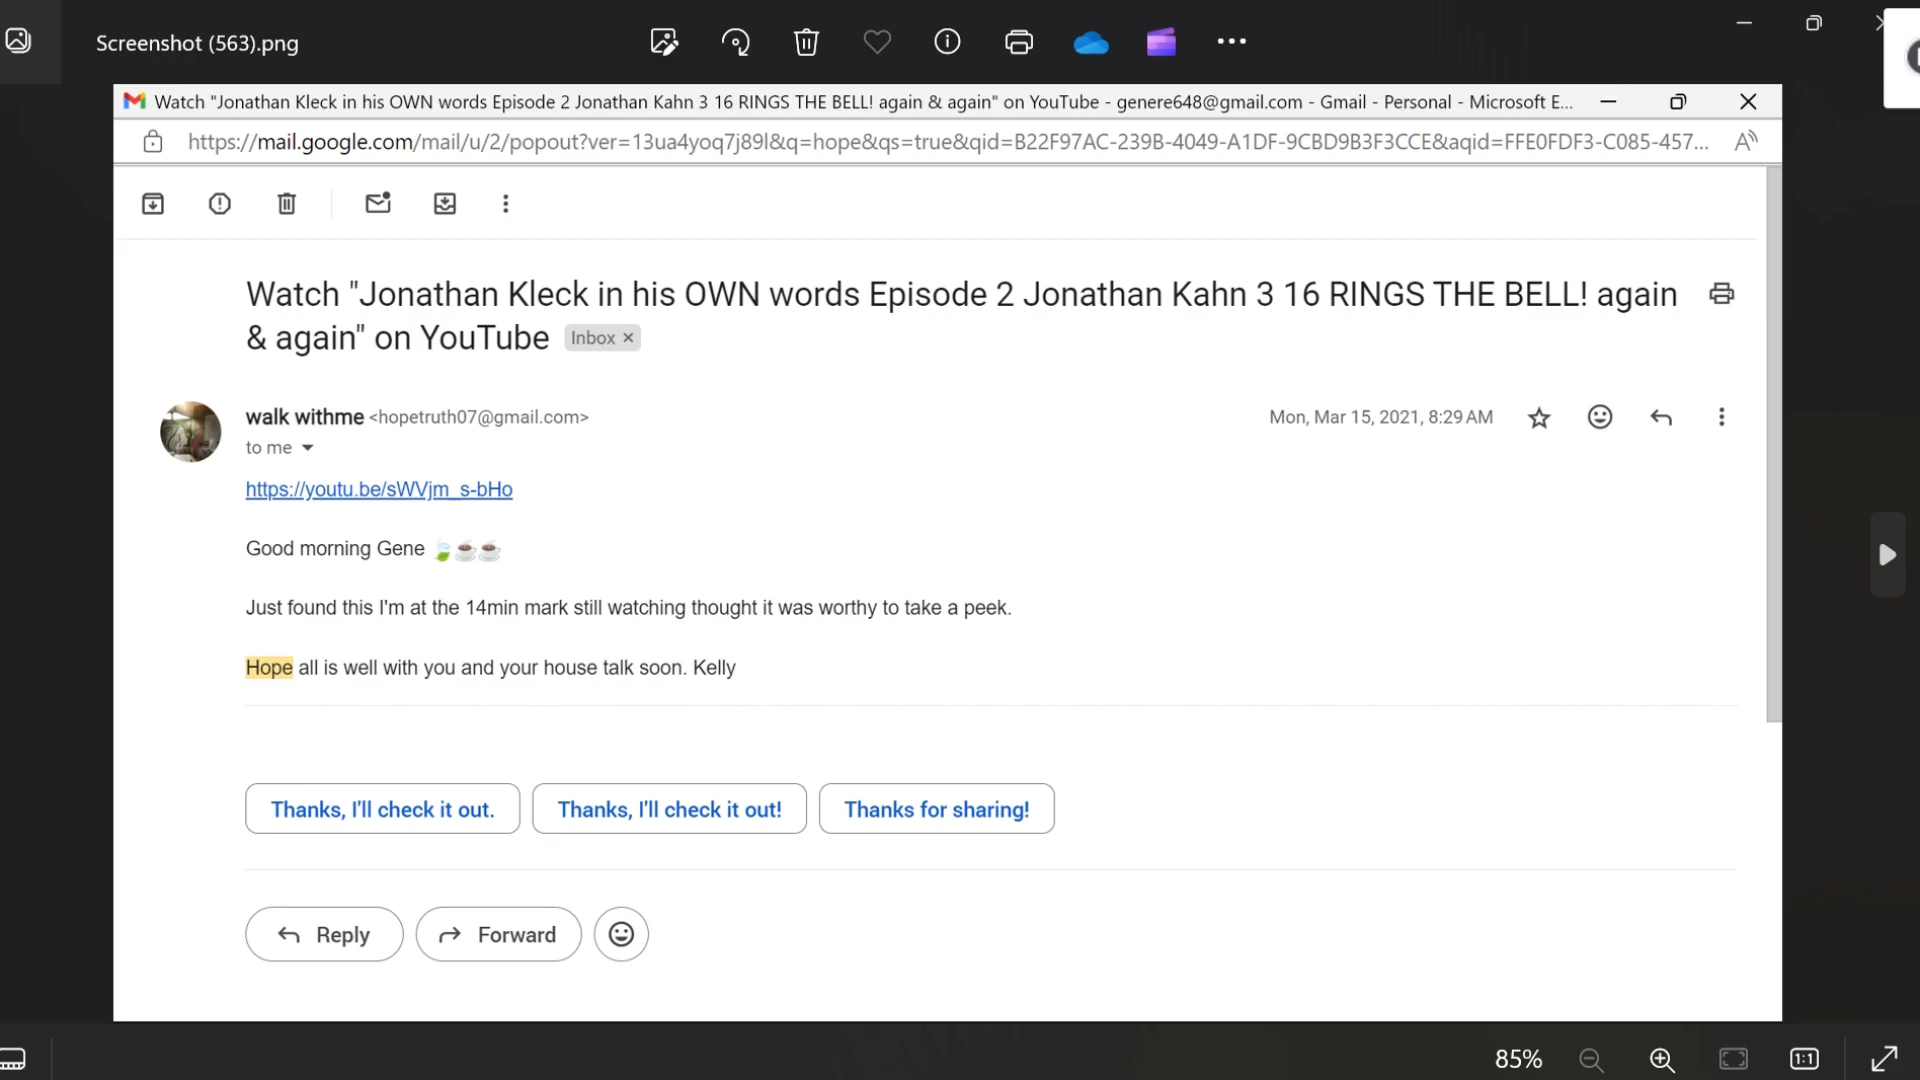 Screenshot (563).png
Watch "Jonathan Kleck in his OWN words Episode 2 Jonathan Kahn 3 16 RINGS THE BELL! again & again" on YouTube - genere648@gmail.com - Gmail - Personal - Microsoft E...
https://mail.google.com/mail/u/2/popout?ver=13ua4yoq7j89l&q=hope&qs=true&qid=B22F97AC-239B-4049-A1DF-9CBD9B3F3CCE&aqid=FFE0FDF3-C085-457...
Watch "Jonathan Kleck in his OWN words Episode 2 Jonathan Kahn 3 16 RINGS THE BELL! again
& again" on YouTube Inbox ×
walk withme <hopetruth07@gmail.com> Mon, Mar 15, 2021, 8:29 AM
to me
https://youtu.be/sWVjm_s-bHo
Good morning Gene 🍃☕☕
Just found this I'm at the 14min mark still watching thought it was worthy to take a peek.
Hope all is well with you and your house talk soon. Kelly
Thanks, I'll check it out. Thanks, I'll check it out! Thanks for sharing!
Reply Forward
85% 1:1